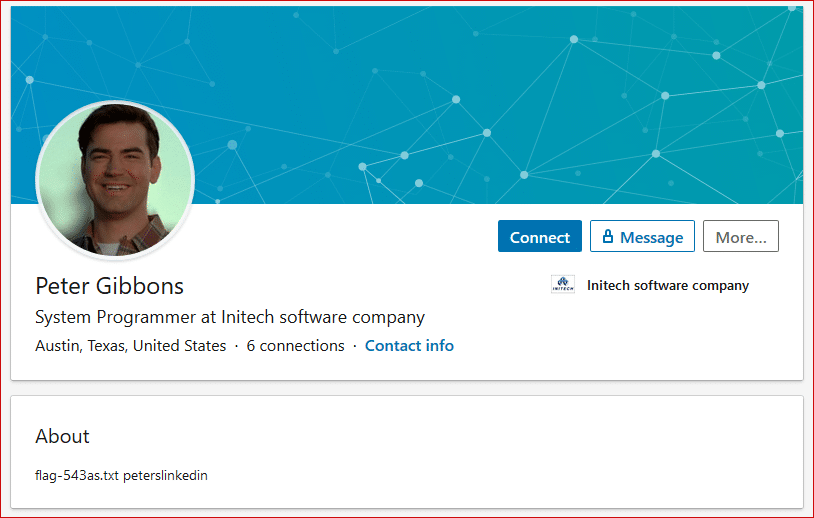 Connect
Message
More...
Peter Gibbons
INITECH
Initech software company
System Programmer at Initech software company
Austin, Texas, United States · 6 connections · Contact info
About
flag-543as.txt peterslinkedin